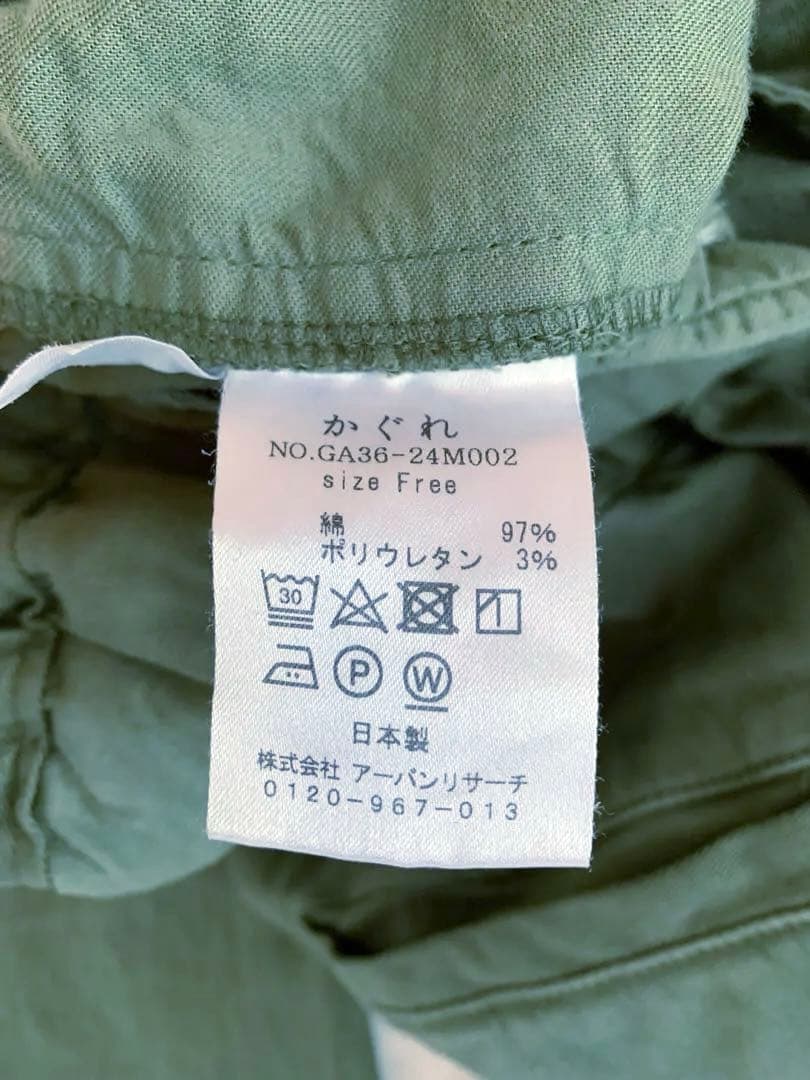 かぐれ
NO.GA36-24M002
size Free
綿 97%
ポリウレタン 3%
30
P W
日本製
株式会社 アーバンリサーチ
0120-967-013